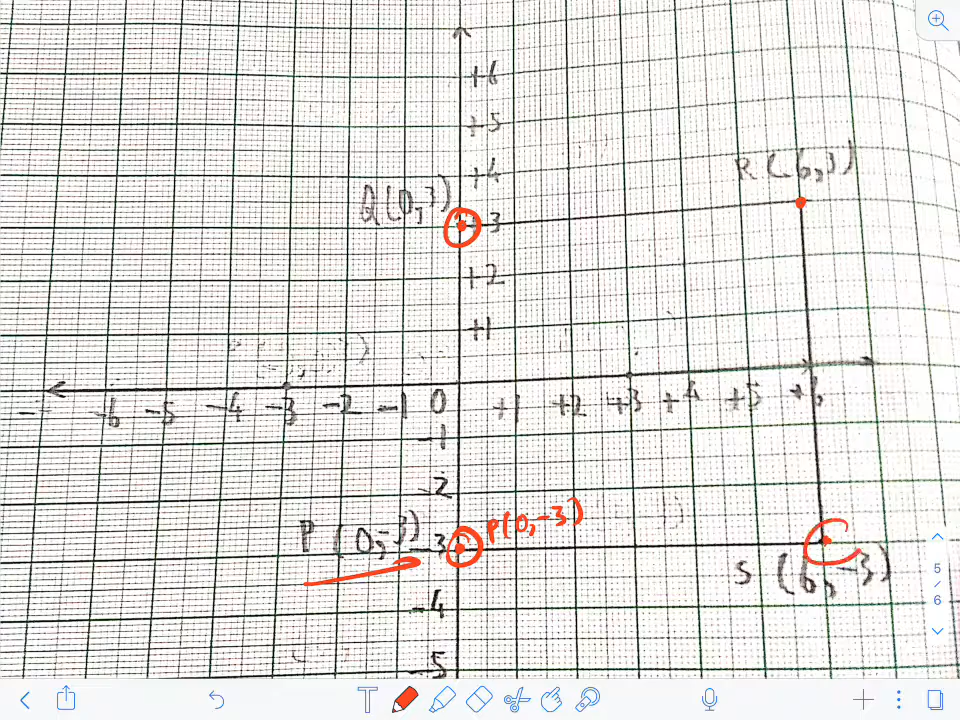 +6
+5
+4
R (6,3)
Q(0,3)
+3
+2
+1
-6 -5 -4 -3 -2 -1 0 +1 +2 +3 +4 +5 +6
-1
-2
P (0,-3) -3 P(0,-3)
S (6,-3)
-4
-5
5
/
6
T